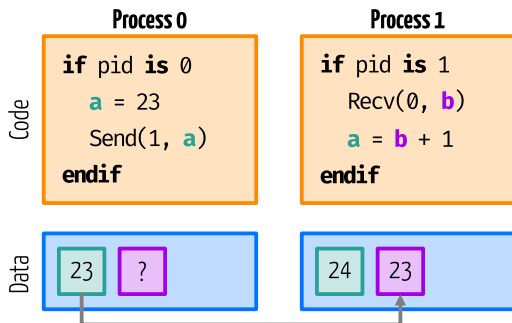 Process 0
Process 1
Code
if pid is 0
a = 23
Send(1, a)
endif
if pid is 1
Recv(0, b)
a = b + 1
endif
Data
23 ?
24 23